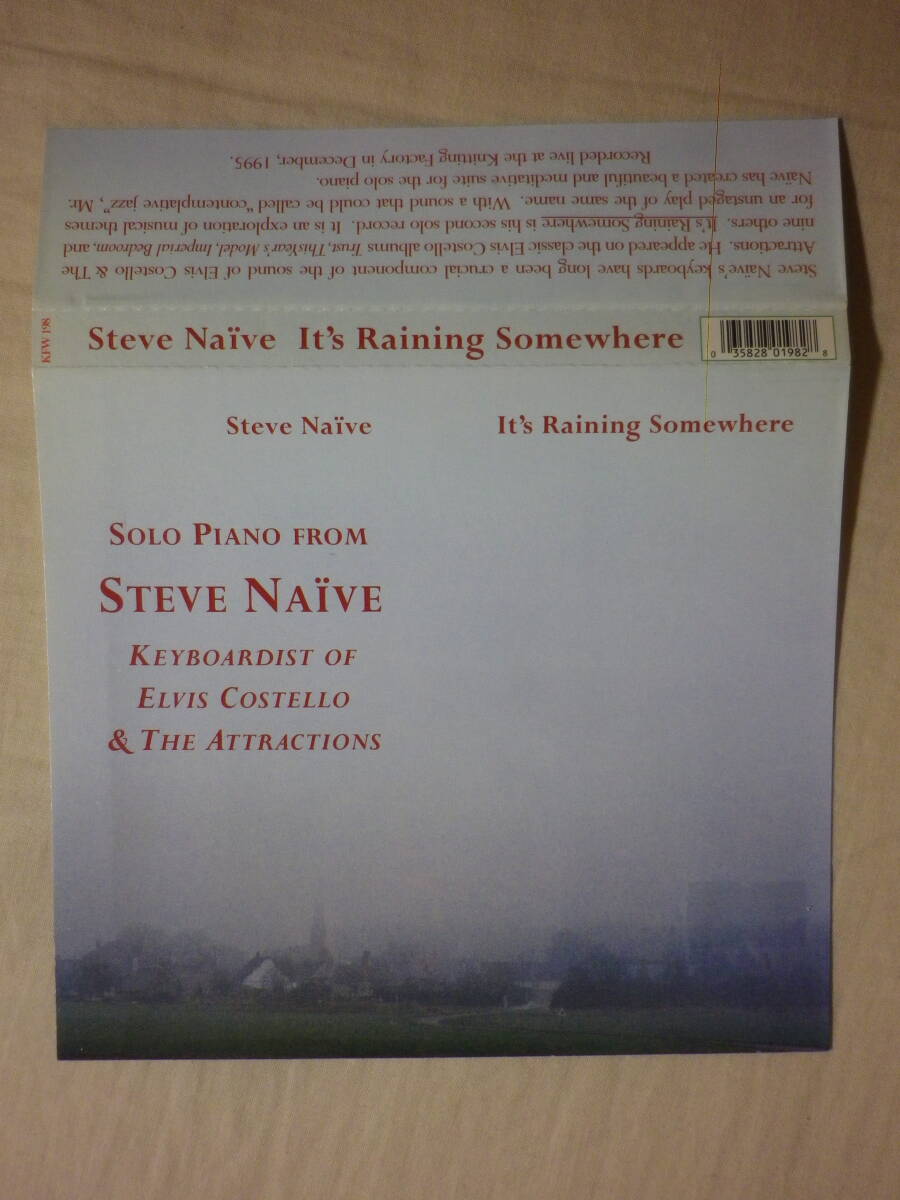 Steve Naïve's keyboards have long been a crucial component of the sound of Elvis Costello & The
Attractions. He appeared on the classic Elvis Costello albums Trust, This Year's Model, Imperial Bedroom, and
nine others. It's Raining Somewhere is his second solo record. It is an exploration of musical themes
for an unstaged play of the same name. With a sound that could be called "contemplative jazz", Mr.
Naïve has created a beautiful and meditative suite for the solo piano.
Recorded live at the Knitting Factory in December, 1995.
KFW 198
Steve Naïve It's Raining Somewhere
0 35828 01982 8
Steve Naïve It's Raining Somewhere
SOLO PIANO FROM
STEVE NAÏVE
KEYBOARDIST OF
ELVIS COSTELLO
& THE ATTRACTIONS